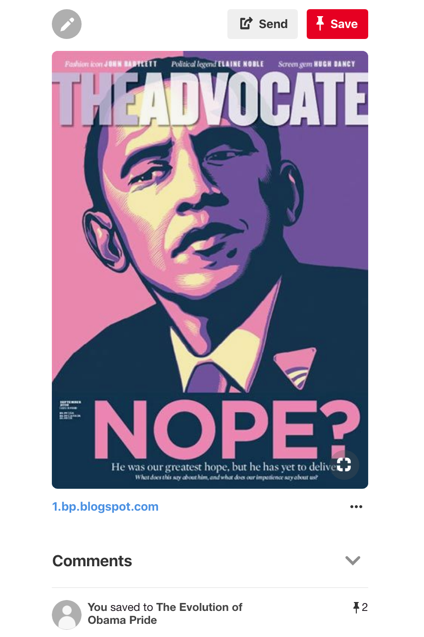 Send
Save
Fashion icon JOHN BARTLETT Political legend ELAINE NOBLE Screen gem HUGH DANCY
THE ADVOCATE
SEPTEMBER
NOPE?
He was our greatest hope, but he has yet to deliver
What does this say about him, and what does our impatience say about us?
1.bp.blogspot.com
Comments
You saved to The Evolution of
Obama Pride
2